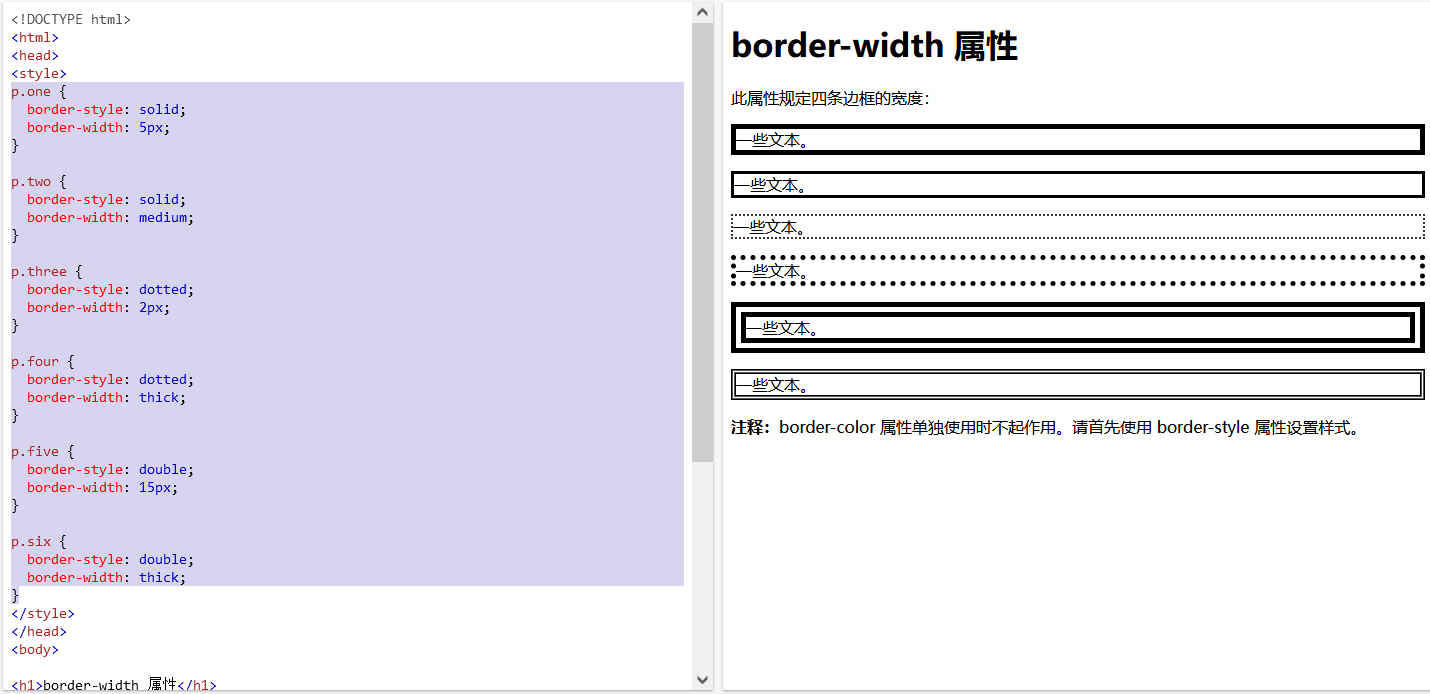 <!DOCTYPE html>
<html>
<head>
<style>
p.one {
  border-style: solid;
  border-width: 5px;
}
p.two {
  border-style: solid;
  border-width: medium;
}
p.three {
  border-style: dotted;
  border-width: 2px;
}
p.four {
  border-style: dotted;
  border-width: thick;
}
p.five {
  border-style: double;
  border-width: 15px;
}
p.six {
  border-style: double;
  border-width: thick;
}
</style>
</head>
<body>
<h1>border-width 属性</h1>
border-width 属性
此属性规定四条边框的宽度：
一些文本。
一些文本。
一些文本。
一些文本。
一些文本。
一些文本。
注释：border-color 属性单独使用时不起作用。请首先使用 border-style 属性设置样式。